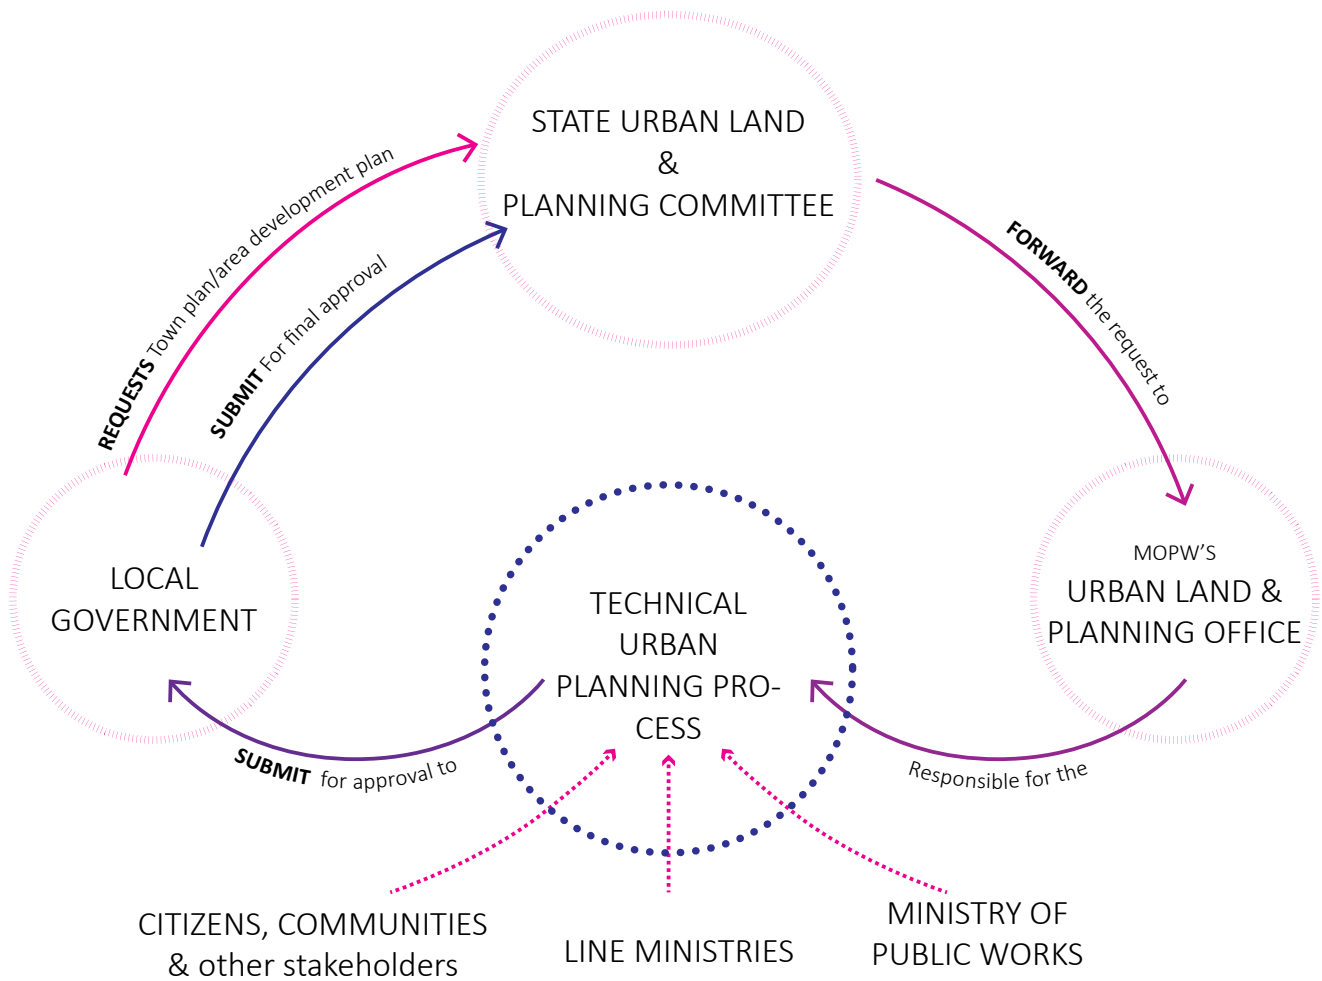 STATE URBAN LAND
&
PLANNING COMMITTEE
REQUESTS Town plan/area development plan
SUBMIT For final approval
FORWARD the request to
LOCAL
GOVERNMENT
MOPW'S
URBAN LAND &
PLANNING OFFICE
TECHNICAL
URBAN
PLANNING PRO-
CESS
SUBMIT for approval to
Responsible for the
CITIZENS, COMMUNITIES
& other stakeholders
LINE MINISTRIES
MINISTRY OF
PUBLIC WORKS